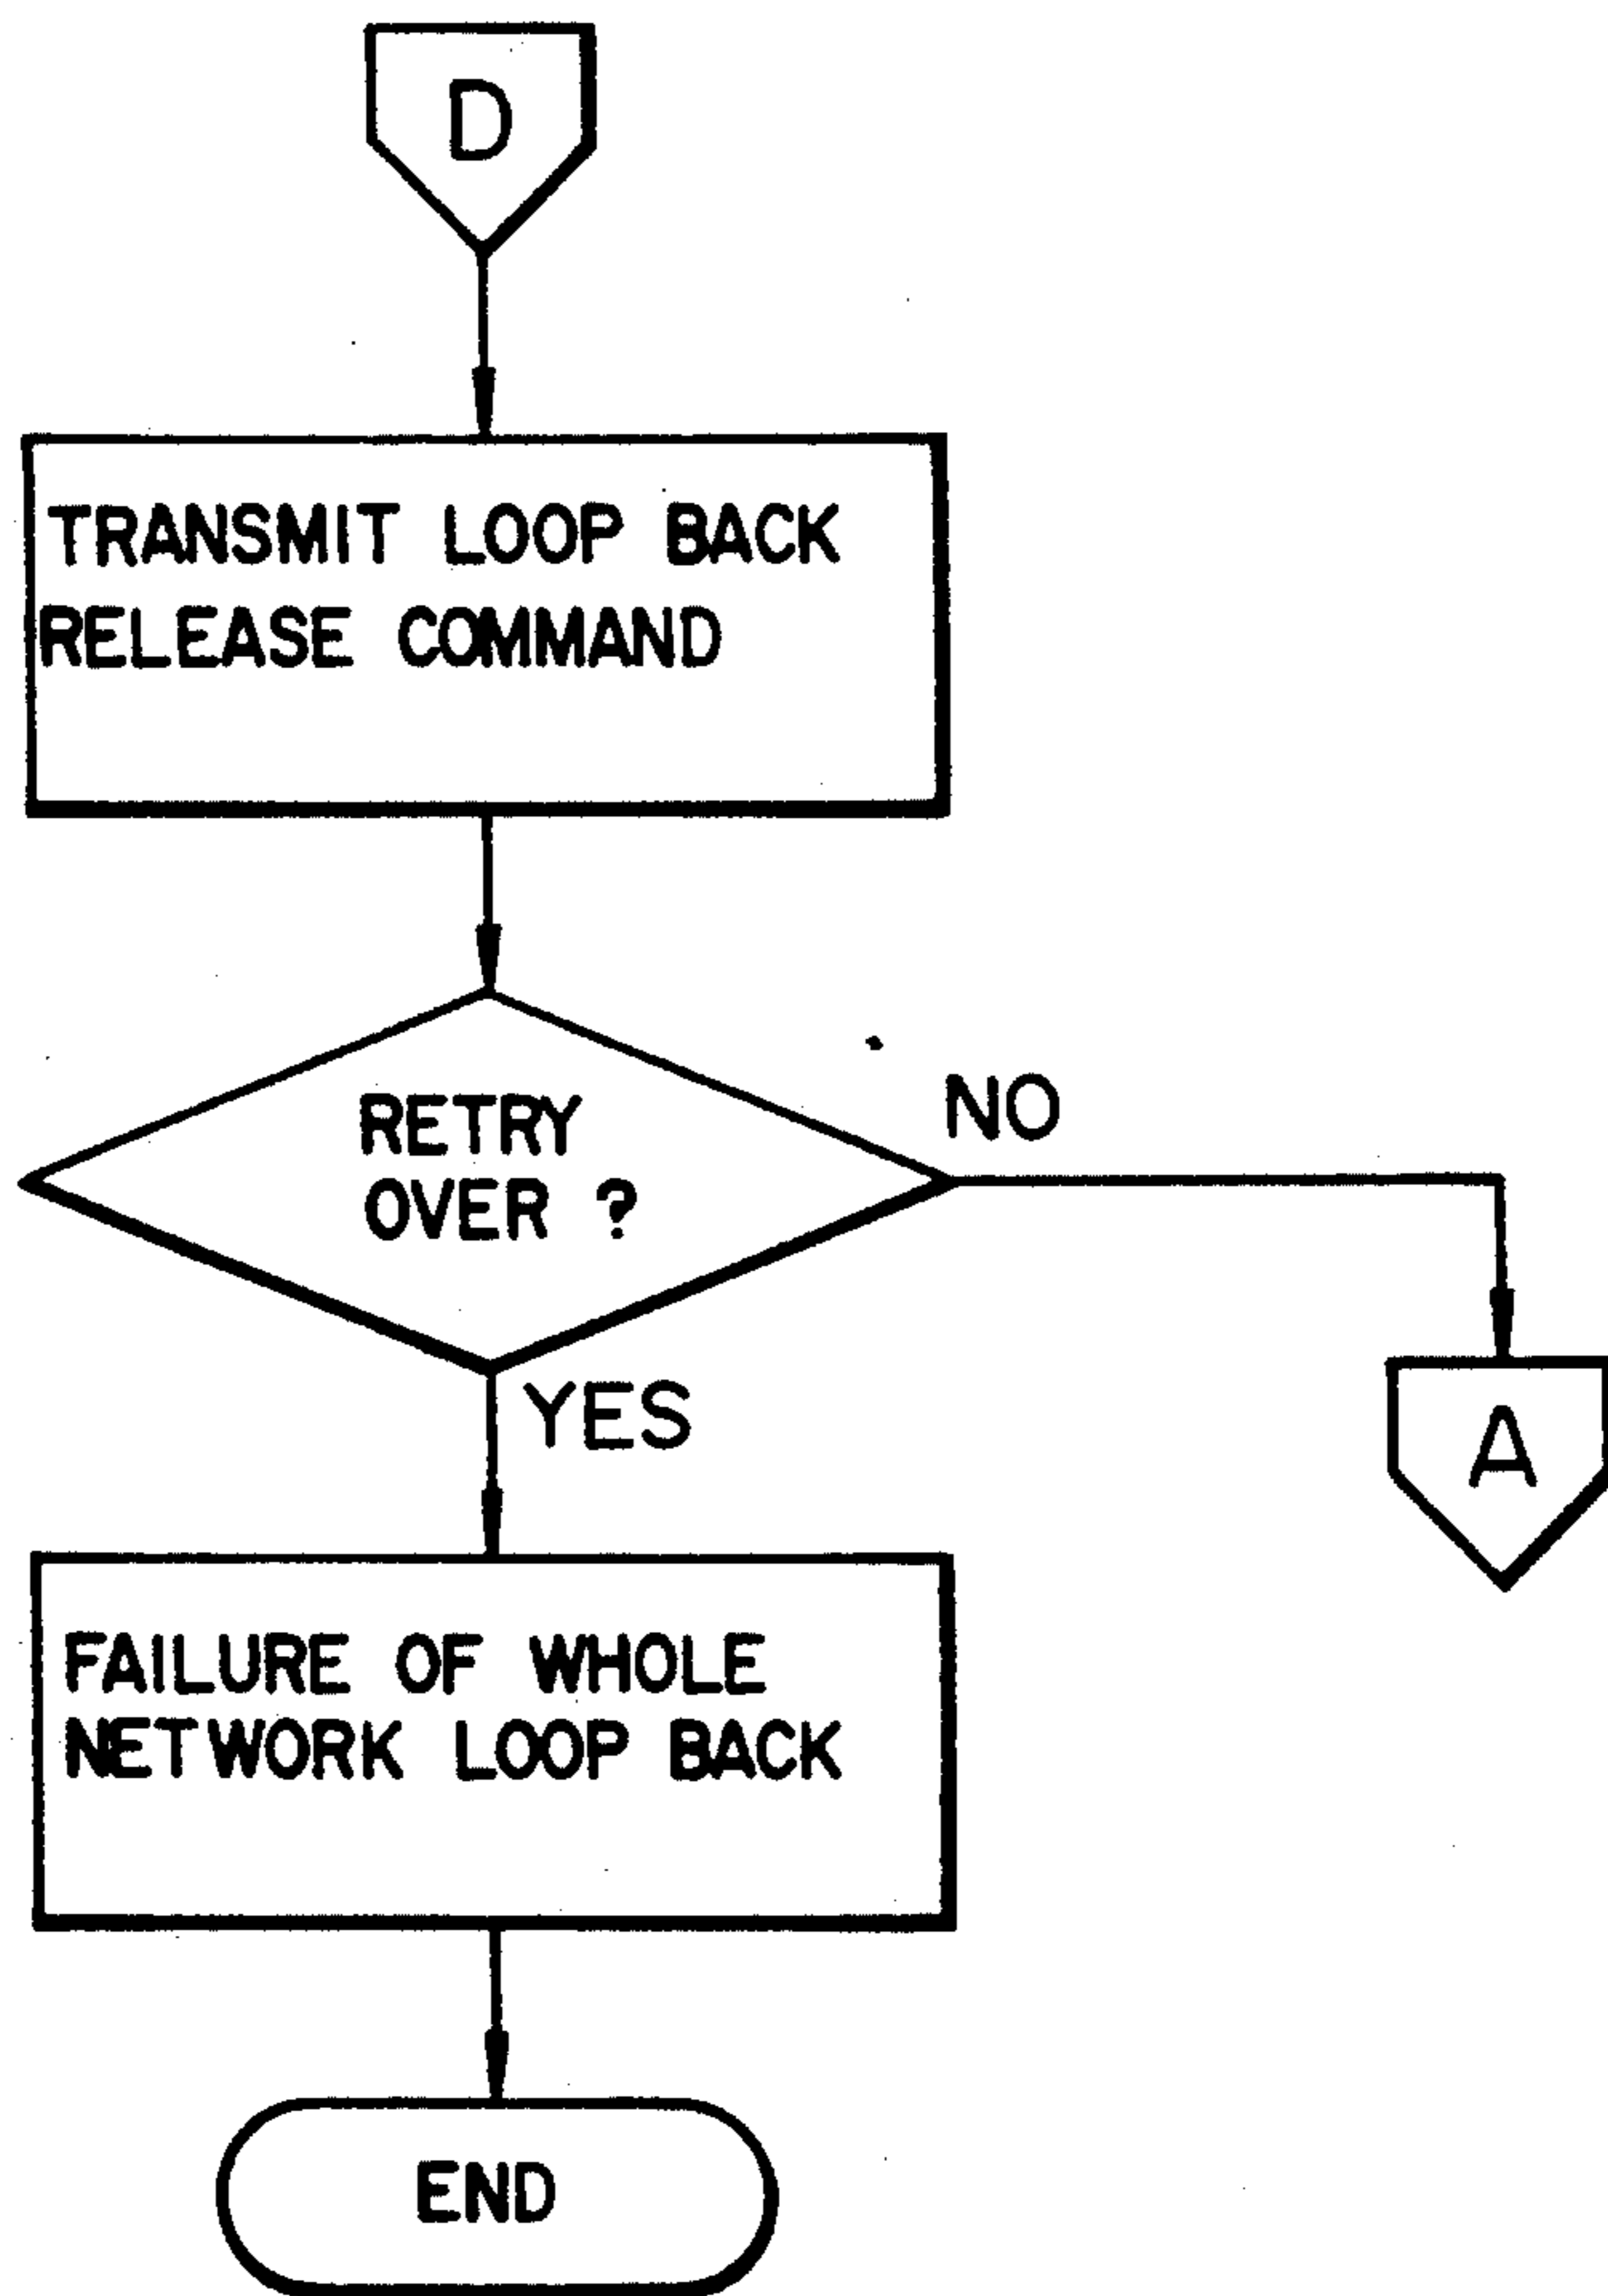 D
TRANSMIT LOOP BACK
RELEASE COMMAND
RETRY
OVER ?
NO
YES
A
FAILURE OF WHOLE
NETWORK LOOP BACK
END